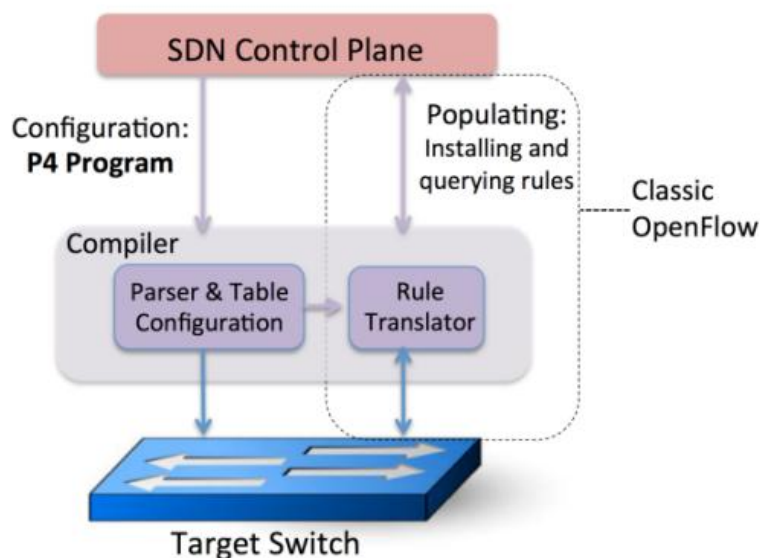 SDN Control Plane
Configuration:
P4 Program
Populating:
Installing and
querying rules
Classic
OpenFlow
Compiler
Parser & Table
Configuration
Rule
Translator
Target Switch